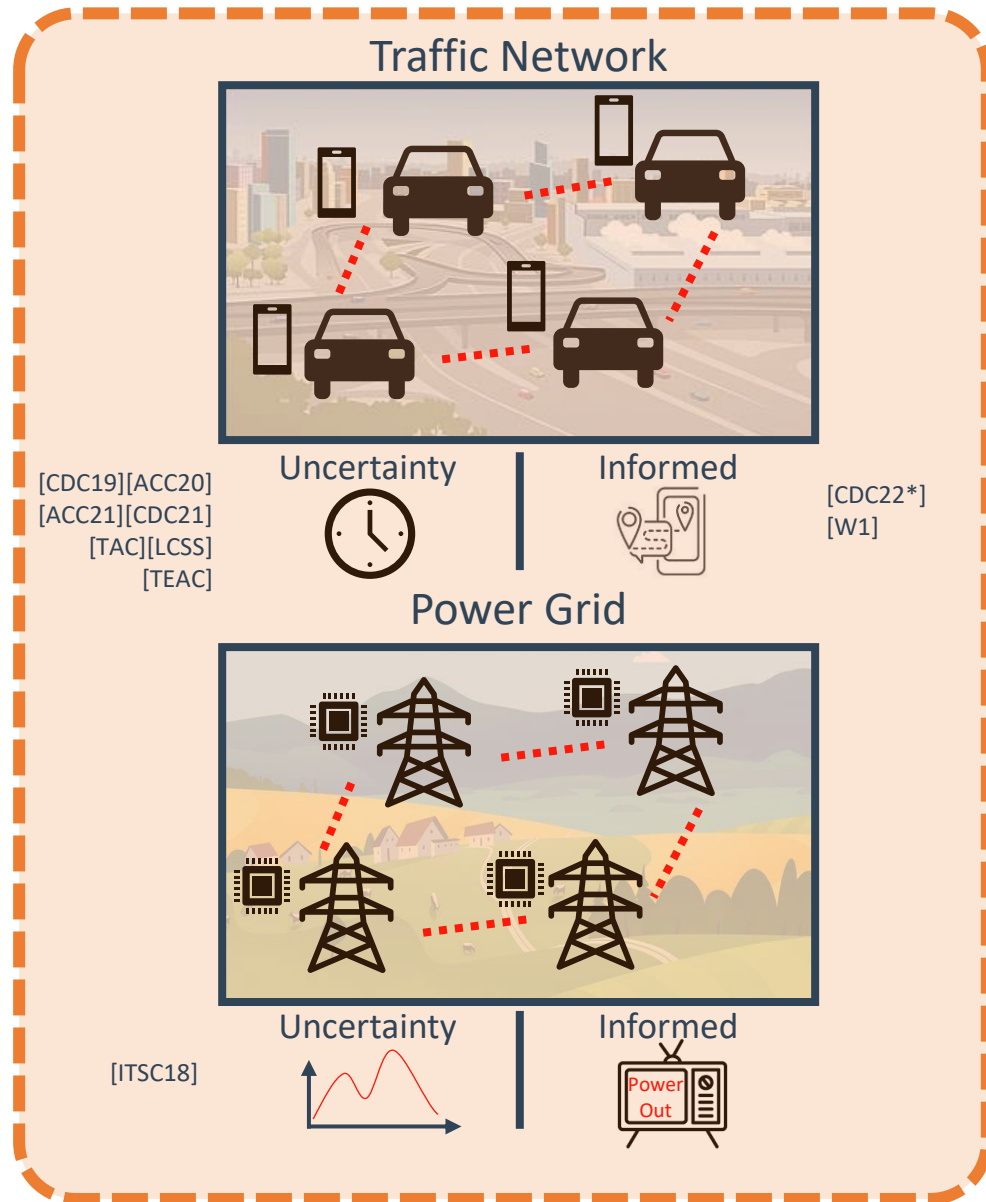 Traffic Network
Uncertainty
Informed
[CDC19][ACC20]
[ACC21][CDC21]
[TAC][LCSS]
[TEAC]
[CDC22*]
[W1]
Power Grid
Uncertainty
Informed
[ITSC18]
Power
Out